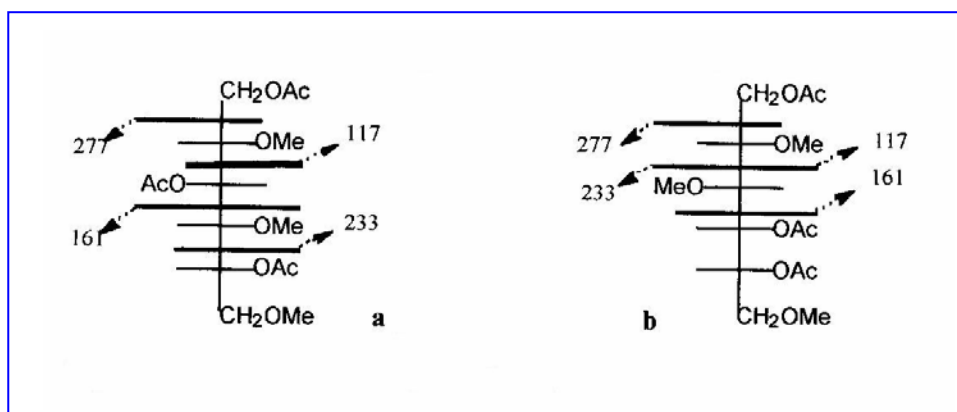 CH2OAc
277
OMe
117
AcO
161
OMe
233
OAc
CH2OMe
a
CH2OAc
277
OMe
117
233
MeO
161
OAc
OAc
CH2OMe
b